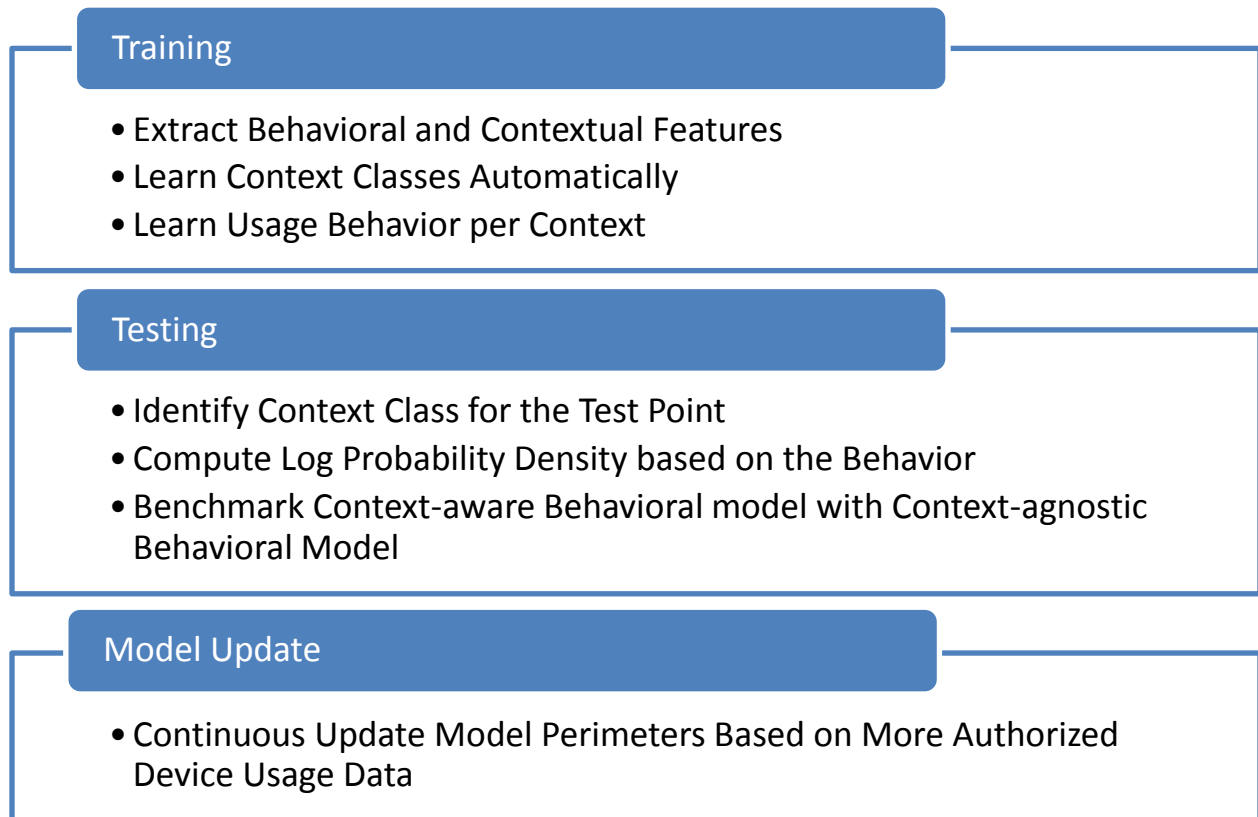 Training
• Extract Behavioral and Contextual Features
• Learn Context Classes Automatically
• Learn Usage Behavior per Context
Testing
• Identify Context Class for the Test Point
• Compute Log Probability Density based on the Behavior
• Benchmark Context-aware Behavioral model with Context-agnostic
Behavioral Model
Model Update
• Continuous Update Model Perimeters Based on More Authorized
Device Usage Data